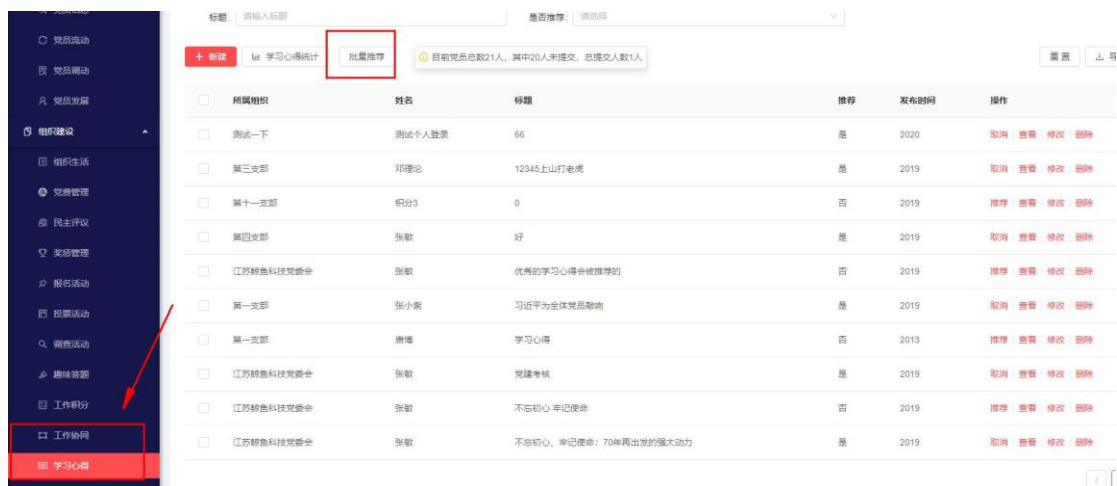 标题: 请输入标题 是否推荐: 请选择
党员流动
党员调动
党员发展
组织建设
组织生活
党费管理
民主评议
奖惩管理
报名活动
投票活动
调查活动
趣味答题
工作积分
工作协同
学习心得
+ 新建 学习心得统计 批量推荐 目前党员总数21人，其中20人未提交，总提交人数1人 重置
所属组织 姓名 标题 推荐 发布时间 操作
测试一下 测试个人登录 66 是 2020 取消 查看 修改 删除
第三支部 邓理论 12345上山打老虎 是 2019 取消 查看 修改 删除
第十一支部 积分3 0 否 2019 推荐 查看 修改 删除
第四支部 张敏 好 是 2019 取消 查看 修改 删除
江苏鲸鱼科技党委会 张敏 优秀的学习心得会被推荐的 否 2019 推荐 查看 修改 删除
第一支部 张小紫 习近平为全体党员敲响 是 2019 取消 查看 修改 删除
第一支部 唐博 学习心得 否 2013 推荐 查看 修改 删除
江苏鲸鱼科技党委会 张敏 党建考核 是 2019 取消 查看 修改 删除
江苏鲸鱼科技党委会 张敏 不忘初心 牢记使命 否 2019 推荐 查看 修改 删除
江苏鲸鱼科技党委会 张敏 不忘初心、牢记使命：70年再出发的强大动力 是 2019 取消 查看 修改 删除